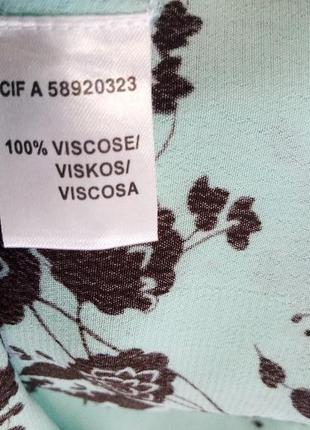 CIF A 58920323
100% VISCOSE/
VISKOS/
VISCOSA